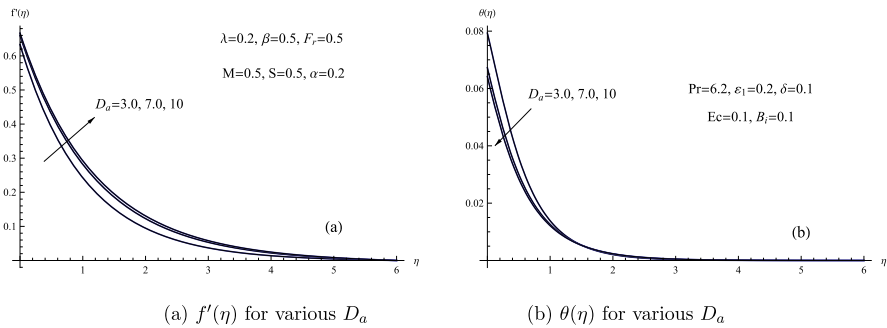 f'(η)
0.6
0.5
0.4
0.3
0.2
0.1
λ=0.2, β=0.5, F_r=0.5
M=0.5, S=0.5, α=0.2
D_a=3.0, 7.0, 10
(a)
1 2 3 4 5 6 η
θ(η)
0.08
0.06
0.04
0.02
D_a=3.0, 7.0, 10
Pr=6.2, ε_1=0.2, δ=0.1
Ec=0.1, B_i=0.1
(b)
1 2 3 4 5 6 η
(a) f′(η) for various D_a
(b) θ(η) for various D_a